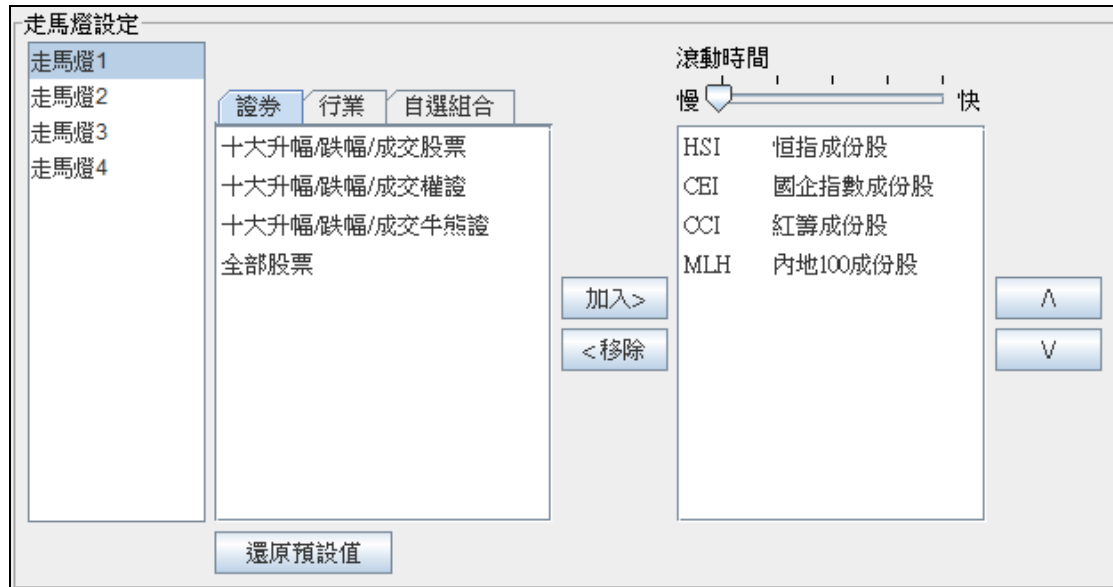 走馬燈設定
走馬燈1
走馬燈2
走馬燈3
走馬燈4
證券 行業 自選組合
十大升幅/跌幅/成交股票
十大升幅/跌幅/成交權證
十大升幅/跌幅/成交牛熊證
全部股票
還原預設值
加入>
<移除
滾動時間
慢 快
HSI 恒指成份股
CEI 國企指數成份股
CCI 紅籌成份股
MLH 內地100成份股
Λ
V